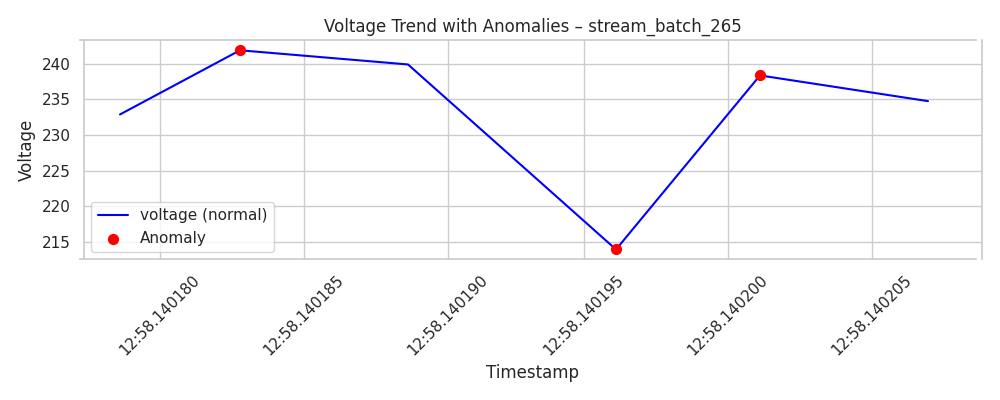 Voltage Trend with Anomalies – stream_batch_265
Voltage
240
235
230
225
220
215
voltage (normal)
Anomaly
12:58.140180
12:58.140185
12:58.140190
12:58.140195
12:58.140200
12:58.140205
Timestamp